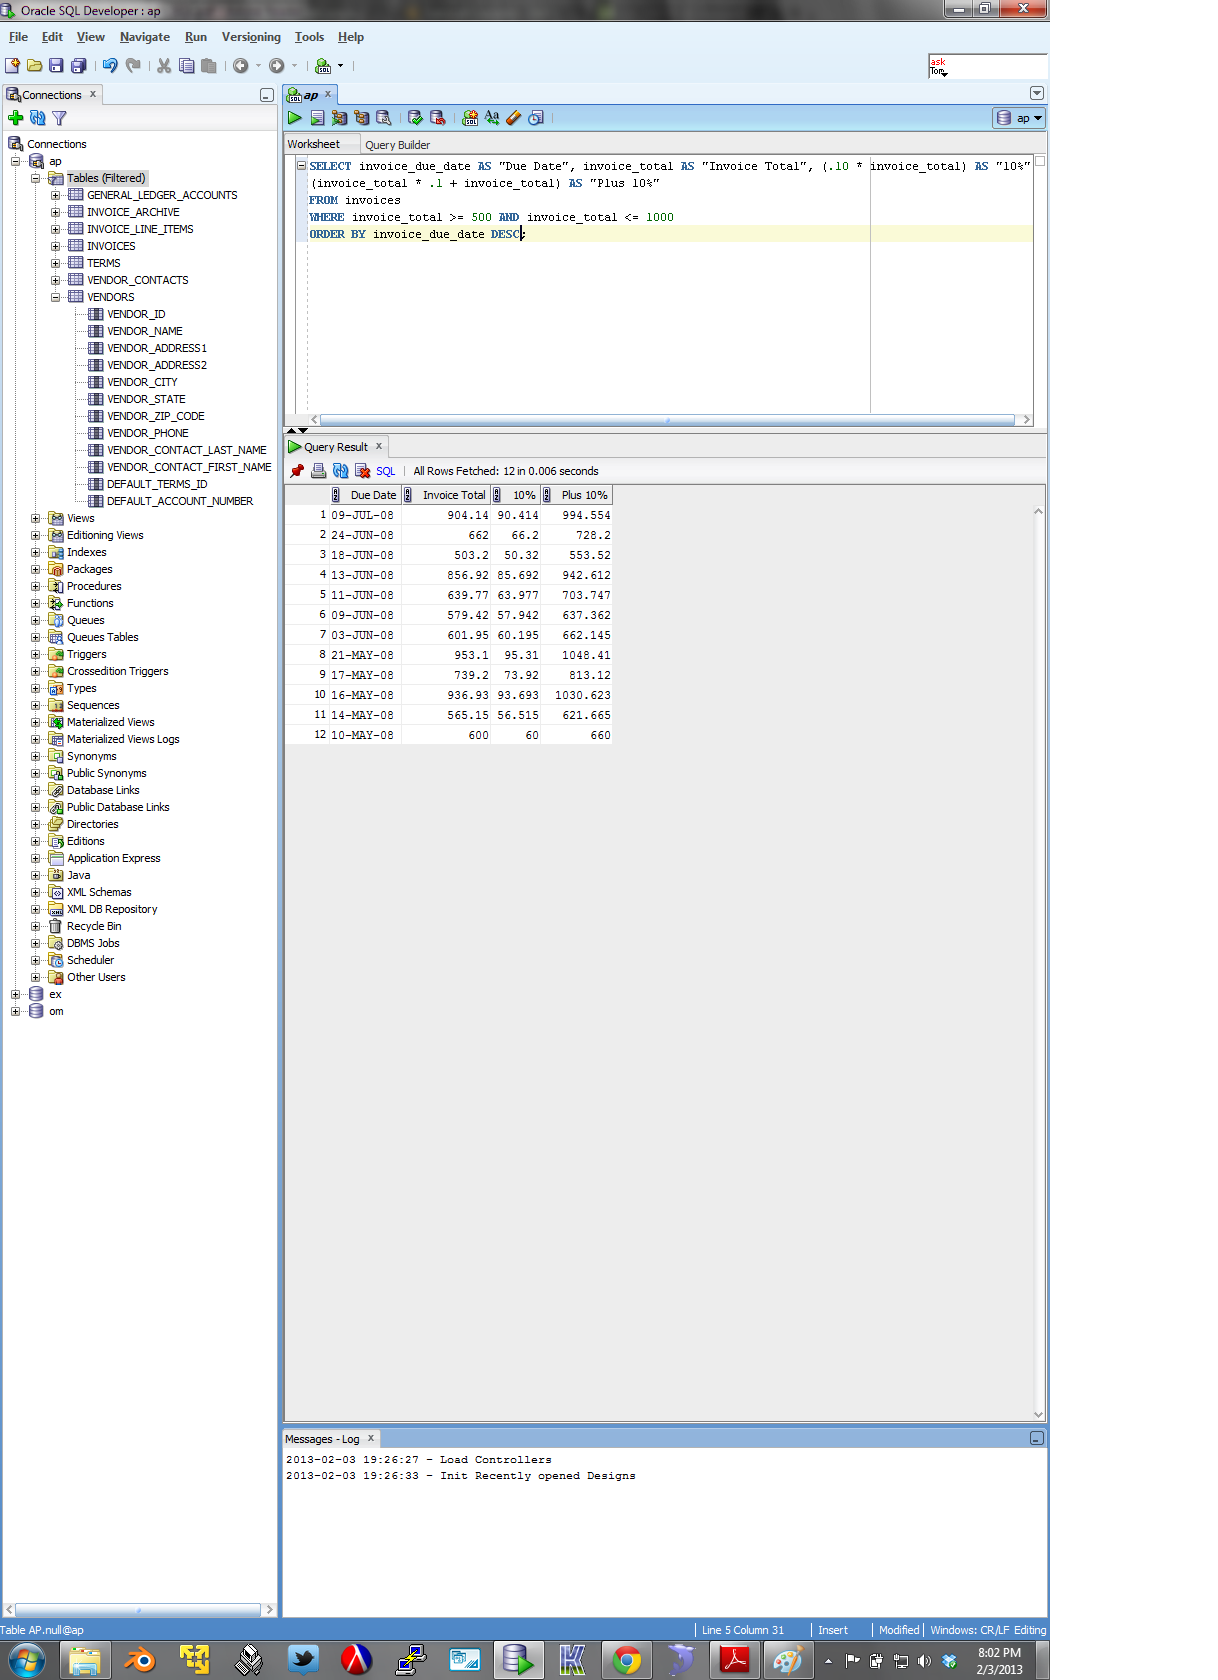 Oracle SQL Developer : ap
File Edit View Navigate Run Versioning Tools Help
ask
Tom
Connections
Connections
ap
Tables (Filtered)
GENERAL_LEDGER_ACCOUNTS
INVOICE_ARCHIVE
INVOICE_LINE_ITEMS
INVOICES
TERMS
VENDOR_CONTACTS
VENDORS
VENDOR_ID
VENDOR_NAME
VENDOR_ADDRESS1
VENDOR_ADDRESS2
VENDOR_CITY
VENDOR_STATE
VENDOR_ZIP_CODE
VENDOR_PHONE
VENDOR_CONTACT_LAST_NAME
VENDOR_CONTACT_FIRST_NAME
DEFAULT_TERMS_ID
DEFAULT_ACCOUNT_NUMBER
Views
Editioning Views
Indexes
Packages
Procedures
Functions
Queues
Queues Tables
Triggers
Crossedition Triggers
Types
Sequences
Materialized Views
Materialized Views Logs
Synonyms
Public Synonyms
Database Links
Public Database Links
Directories
Editions
Application Express
Java
XML Schemas
XML DB Repository
Recycle Bin
DBMS Jobs
Scheduler
Other Users
ex
om
ap
ap
Worksheet Query Builder
SELECT invoice_due_date AS "Due Date", invoice_total AS "Invoice Total", (.10 * invoice_total) AS "10%"
(invoice_total * .1 + invoice_total) AS "Plus 10%"
FROM invoices
WHERE invoice_total >= 500 AND invoice_total <= 1000
ORDER BY invoice_due_date DESC;
Query Result
SQL | All Rows Fetched: 12 in 0.006 seconds
Due Date Invoice Total 10% Plus 10%
1 09-JUL-08 904.14 90.414 994.554
2 24-JUN-08 662 66.2 728.2
3 18-JUN-08 503.2 50.32 553.52
4 13-JUN-08 856.92 85.692 942.612
5 11-JUN-08 639.77 63.977 703.747
6 09-JUN-08 579.42 57.942 637.362
7 03-JUN-08 601.95 60.195 662.145
8 21-MAY-08 953.1 95.31 1048.41
9 17-MAY-08 739.2 73.92 813.12
10 16-MAY-08 936.93 93.693 1030.623
11 14-MAY-08 565.15 56.515 621.665
12 10-MAY-08 600 60 660
Messages - Log
2013-02-03 19:26:27 - Load Controllers
2013-02-03 19:26:33 - Init Recently opened Designs
Table AP.null@ap Line 5 Column 31 Insert Modified Windows: CR/LF Editing
8:02 PM
2/3/2013